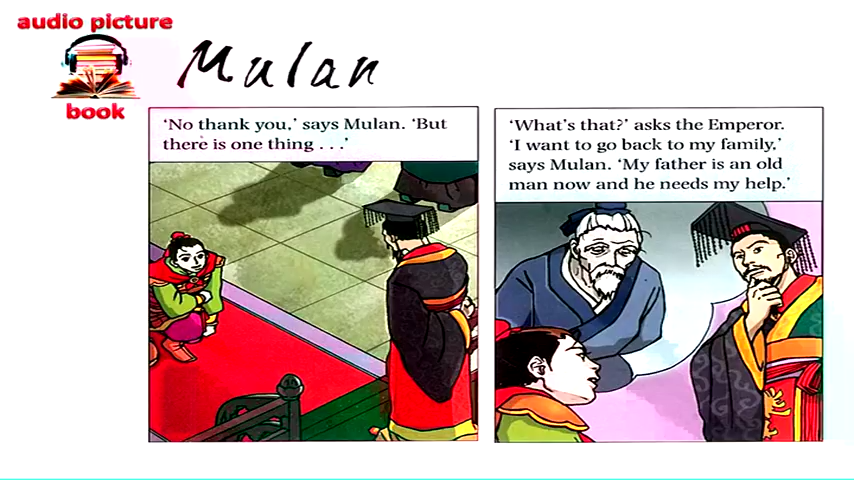 audio picture
book
Mulan
'No thank you,' says Mulan. 'But
there is one thing . . .'
'What's that?' asks the Emperor.
'I want to go back to my family,'
says Mulan. 'My father is an old
man now and he needs my help.'